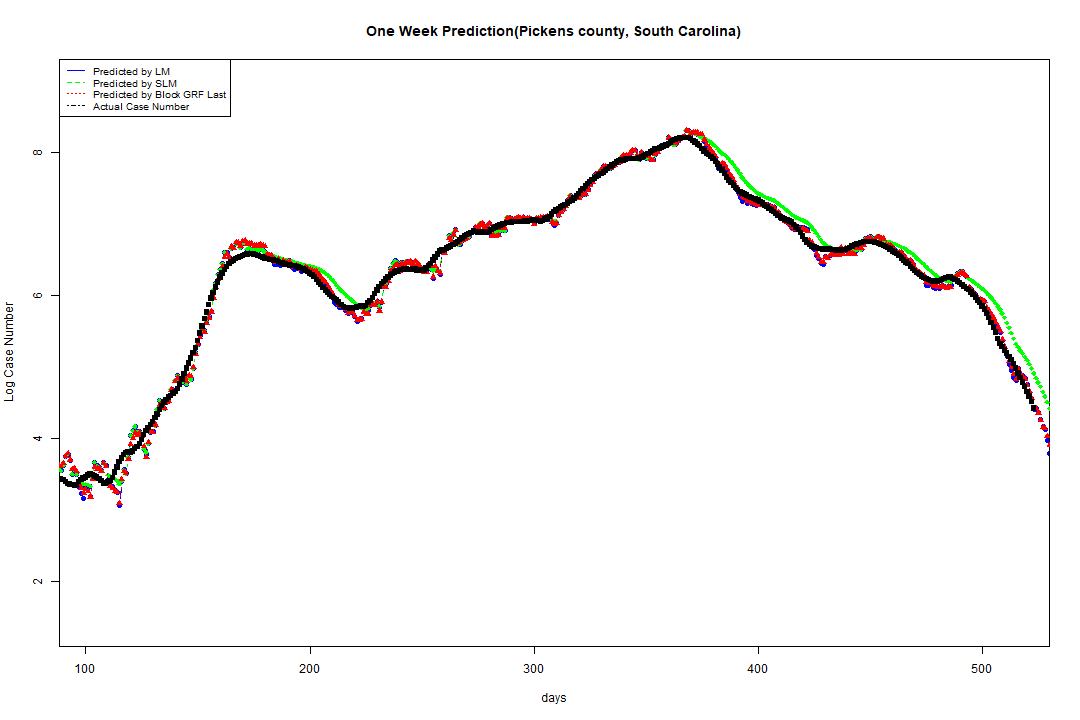 One Week Prediction(Pickens county, South Carolina)
Predicted by LM
Predicted by SLM
Predicted by Block GRF Last
Actual Case Number
Log Case Number
8
6
4
2
100 200 300 400 500
days